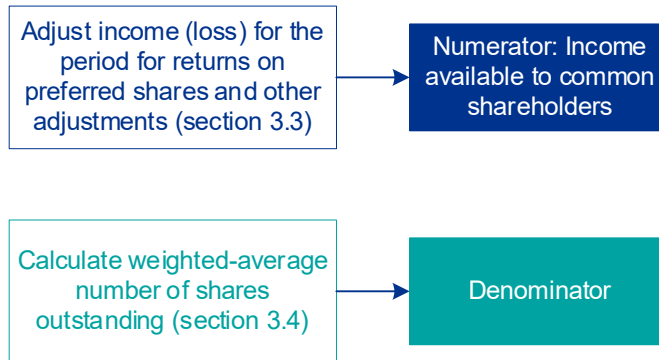 Adjust income (loss) for the
period for returns on
preferred shares and other
adjustments (section 3.3)
Numerator: Income
available to common
shareholders
Calculate weighted-average
number of shares
outstanding (section 3.4)
Denominator